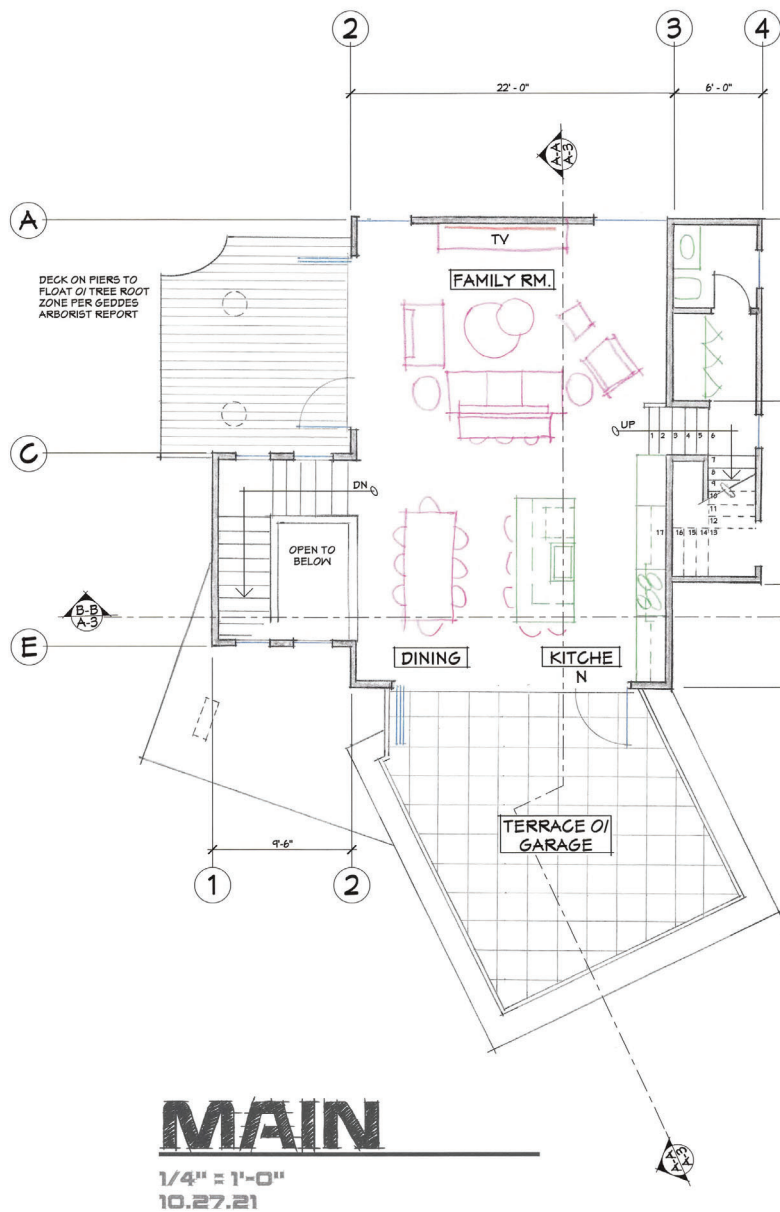 2
3
4
22' - 0"
6' - 0"
A-A
A-3
A
TV
DECK ON PIERS TO
FLOAT O/ TREE ROOT
ZONE PER GEDDES
ARBORIST REPORT
FAMILY RM.
UP
1 2 3 4 5 6
7
8
9
10
11
12
17 16 15 14 13
C
DN
OPEN TO
BELOW
B-B
A-3
E
DINING
KITCHE
N
TERRACE O/
GARAGE
9'-6"
1
2
A-A
A-3
MAIN
1/4" = 1'-0"
10.27.21